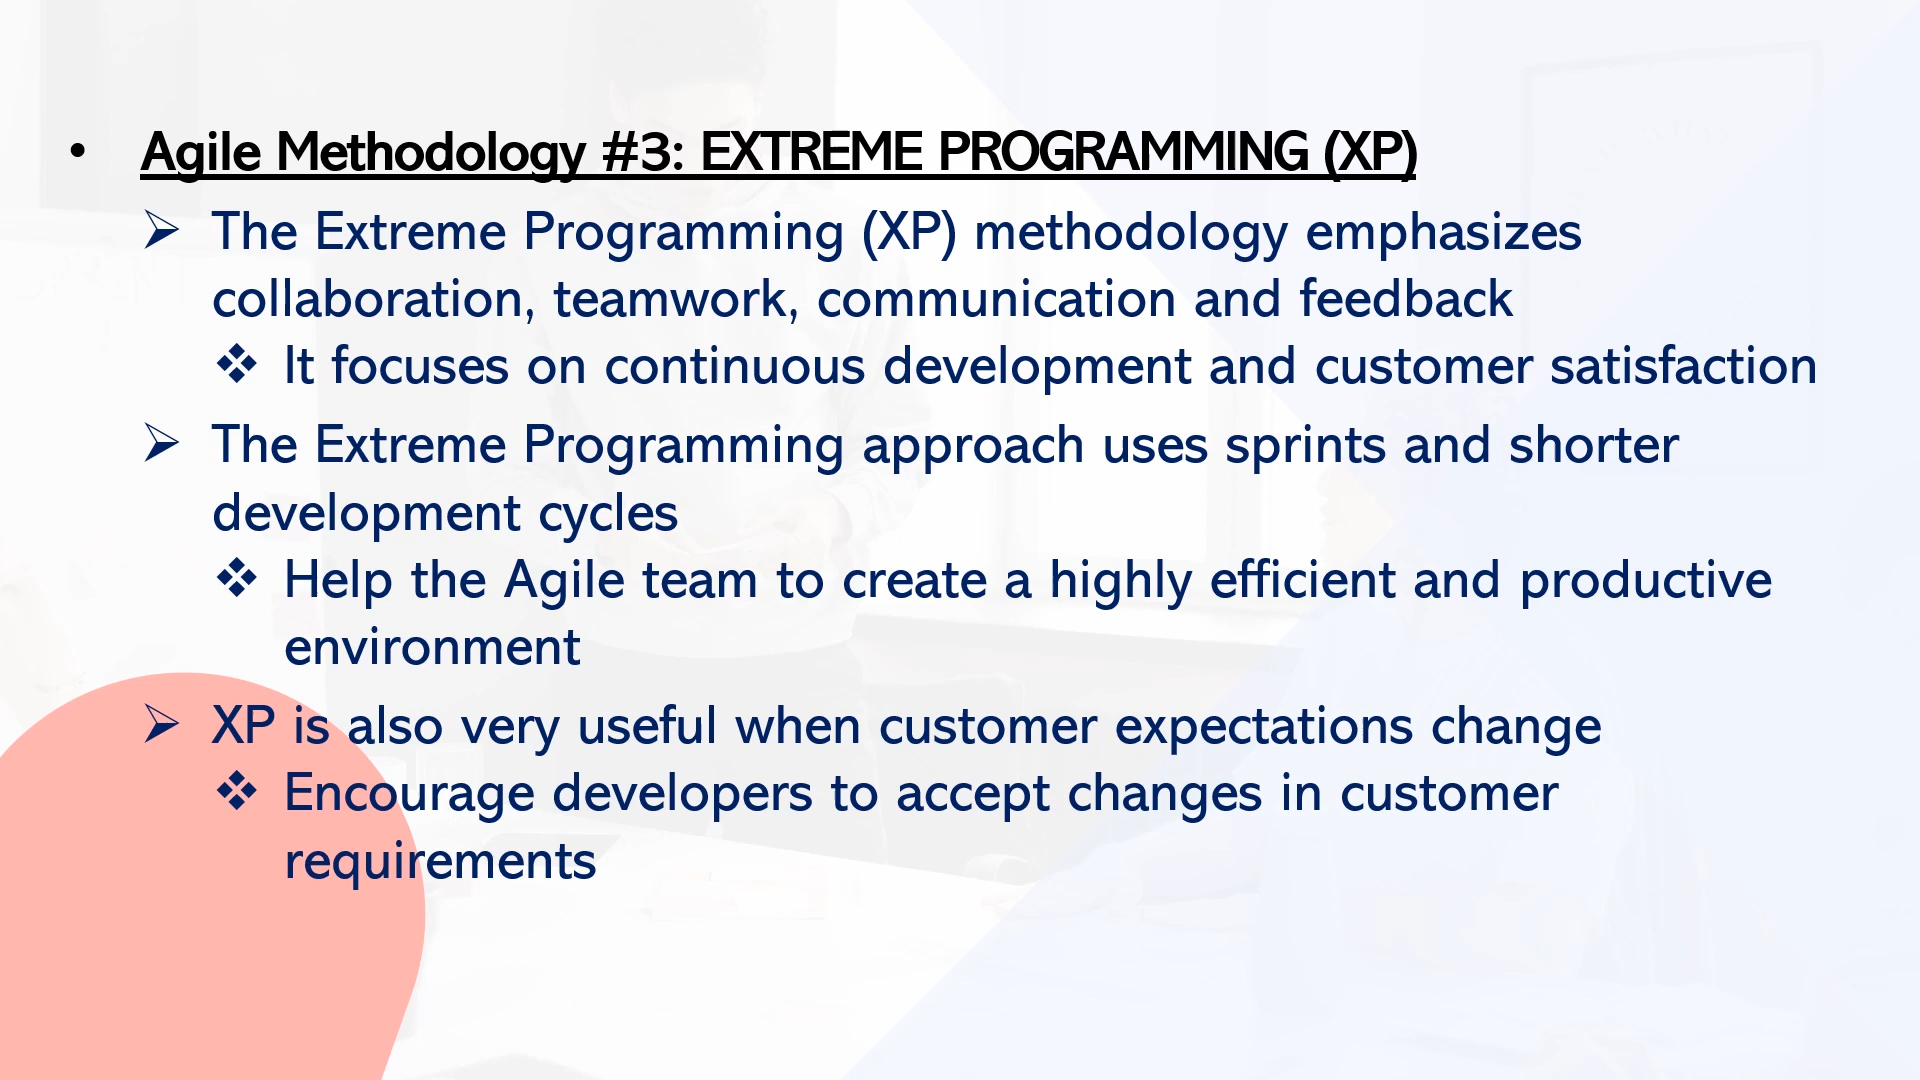 • Agile Methodology #3: EXTREME PROGRAMMING (XP)
➢ The Extreme Programming (XP) methodology emphasizes
collaboration, teamwork, communication and feedback
❖ It focuses on continuous development and customer satisfaction
➢ The Extreme Programming approach uses sprints and shorter
development cycles
❖ Help the Agile team to create a highly efficient and productive
environment
➢ XP is also very useful when customer expectations change
❖ Encourage developers to accept changes in customer
requirements